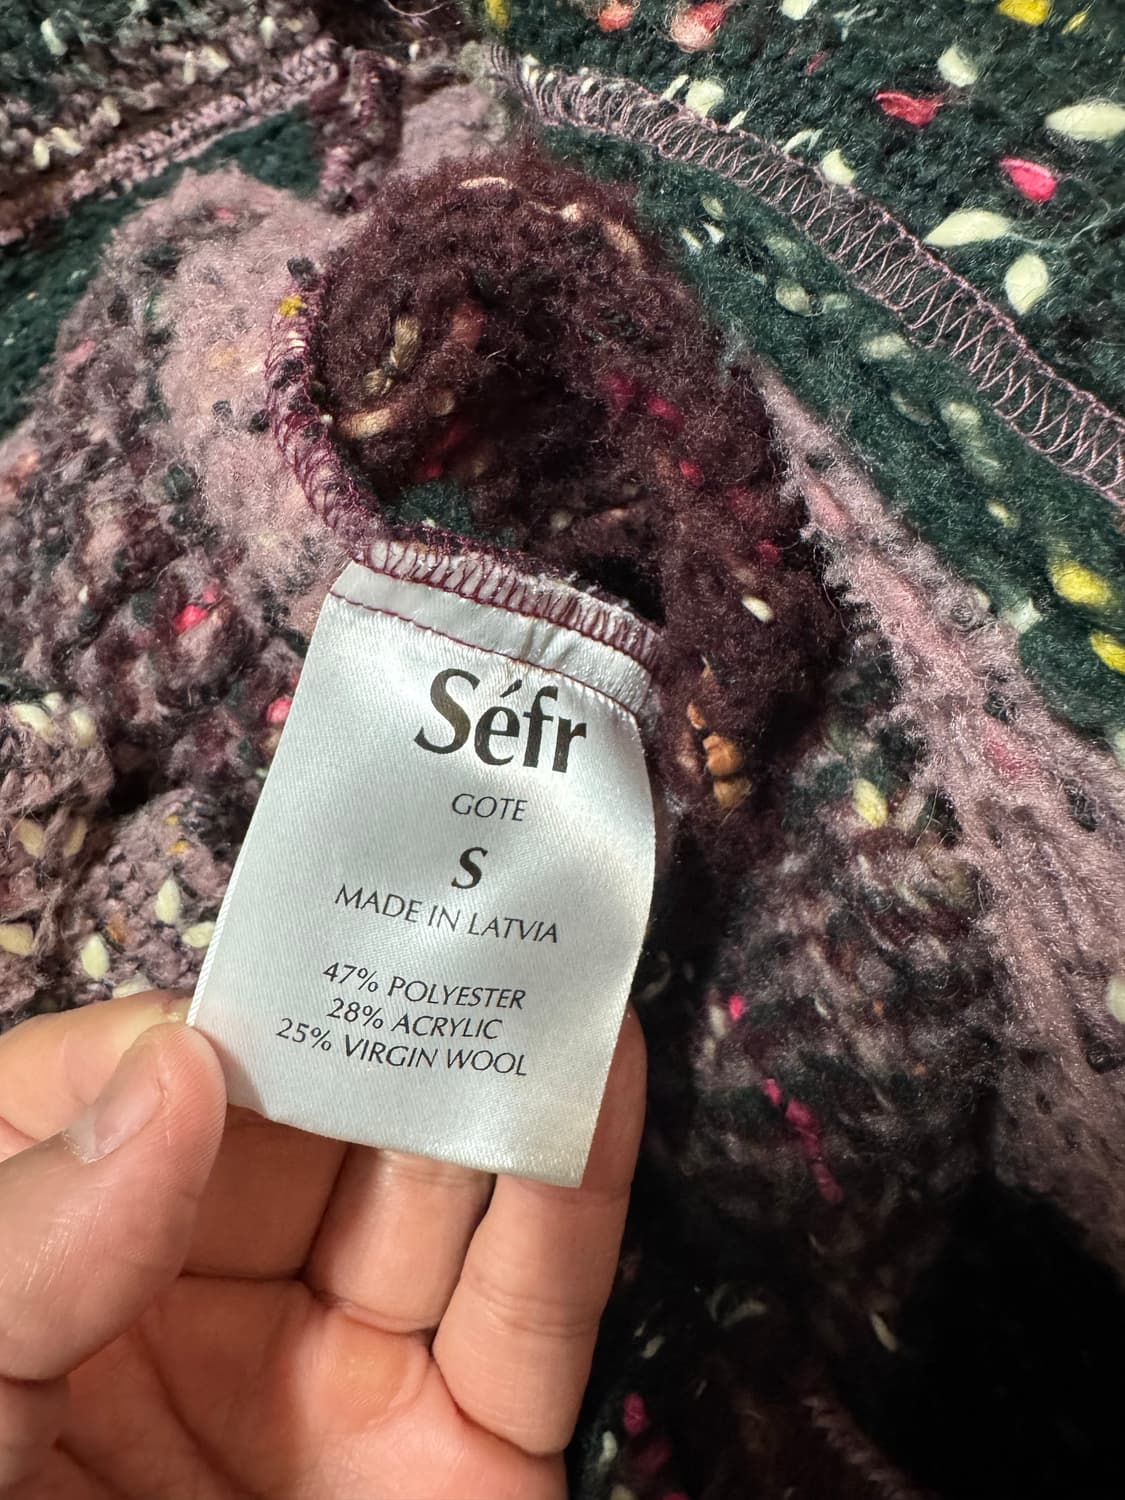 Séfr
GOTE
S
MADE IN LATVIA
47% POLYESTER
28% ACRYLIC
25% VIRGIN WOOL